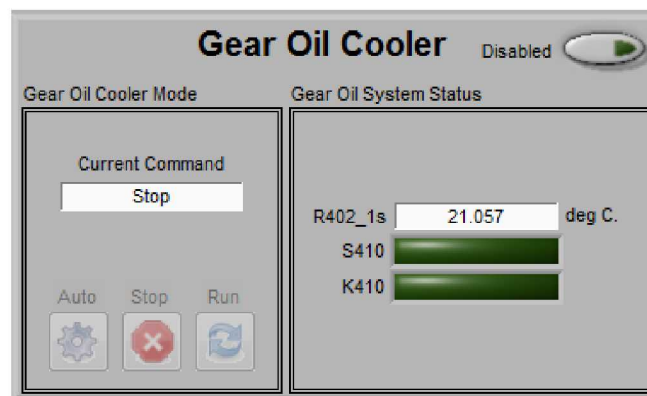 Gear Oil Cooler
Disabled
Gear Oil Cooler Mode
Gear Oil System Status
Current Command
Stop
R402_1s 21.057 deg C.
S410
K410
Auto Stop Run